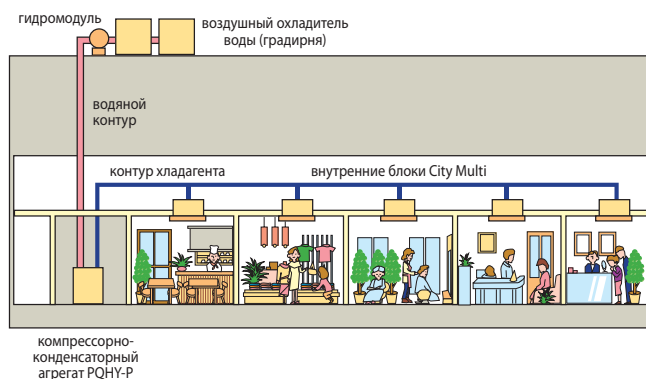 гидромодуль
воздушный охладитель
воды (градирня)
водяной
контур
контур хладагента
внутренние блоки City Multi
компрессорно-
конденсаторный
агрегат PQHY-P